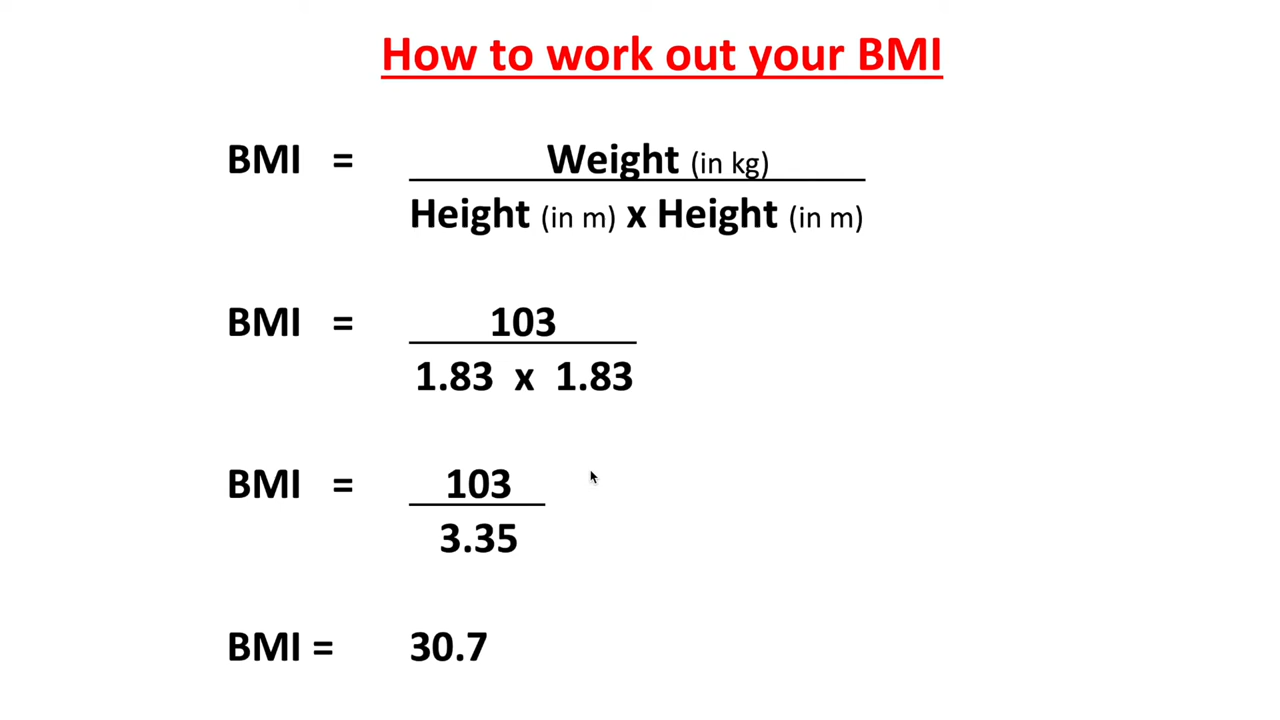 How to work out your BMI
BMI = Weight (in kg)
Height (in m) x Height (in m)
BMI = 103
1.83 x 1.83
BMI = 103
3.35
BMI = 30.7